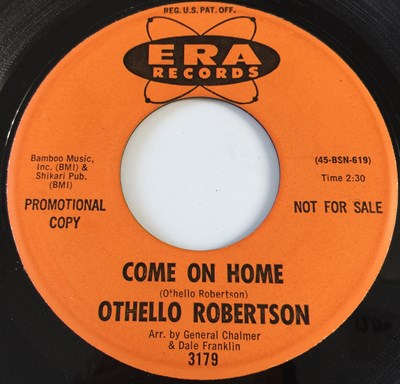 REG. U.S. PAT. OFF.
ERA
RECORDS
Bamboo Music,
Inc. (BMI) &
Shikari Pub.
(BMI)
(45-BSN-619)
Time 2:30
PROMOTIONAL
COPY
NOT FOR SALE
COME ON HOME
(Othello Robertson)
OTHELLO ROBERTSON
Arr. by General Chalmer
& Dale Franklin
3179